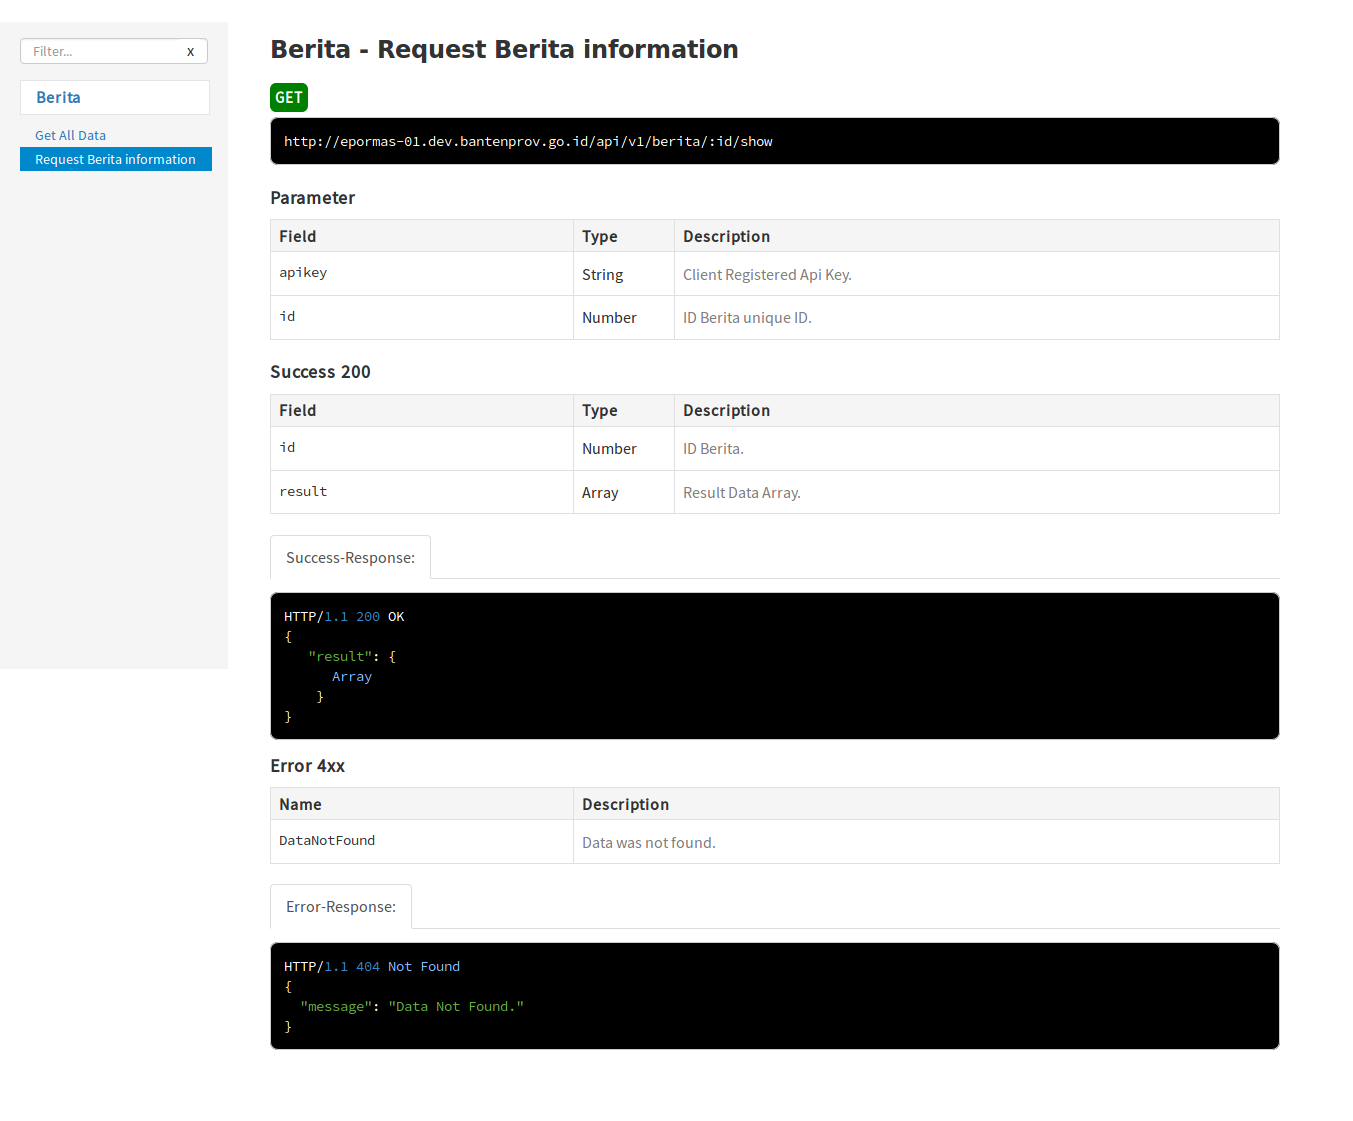 Filter...
x
Berita
Get All Data
Request Berita information
Berita - Request Berita information
GET
http://epormas-01.dev.bantenprov.go.id/api/v1/berita/:id/show
Parameter
Field Type Description
apikey String Client Registered Api Key.
id Number ID Berita unique ID.
Success 200
Field Type Description
id Number ID Berita.
result Array Result Data Array.
Success-Response:
HTTP/1.1 200 OK
{
"result": {
Array
}
}
Error 4xx
Name Description
DataNotFound Data was not found.
Error-Response:
HTTP/1.1 404 Not Found
{
"message": "Data Not Found."
}